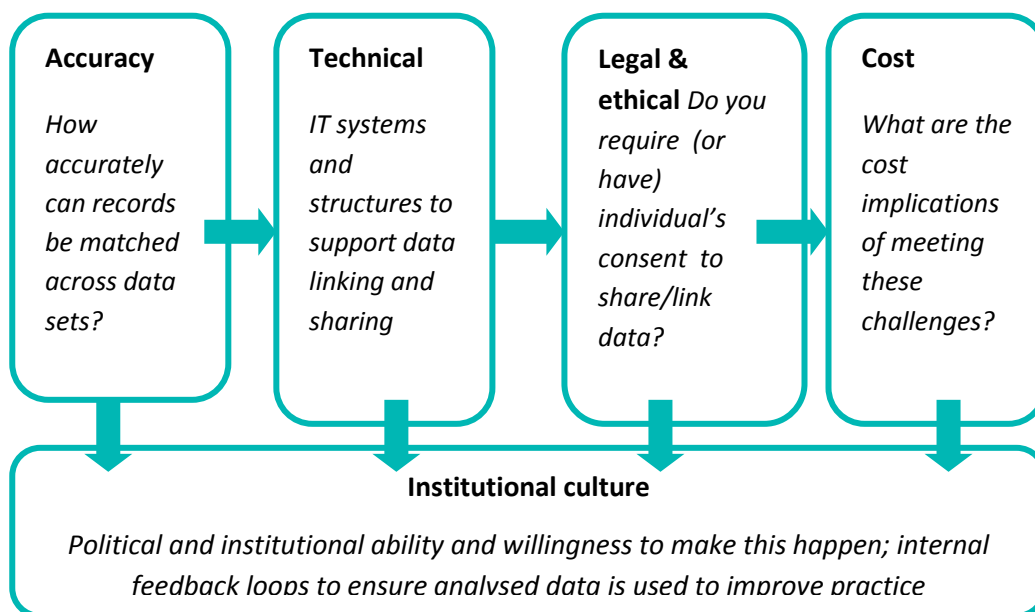 Accuracy
How
accurately
can records
be matched
across data
sets?
Technical
IT systems
and
structures to
support data
linking and
sharing
Legal &
ethical Do you
require (or
have)
individual’s
consent to
share/link
data?
Cost
What are the
cost
implications
of meeting
these
challenges?
Institutional culture
Political and institutional ability and willingness to make this happen; internal
feedback loops to ensure analysed data is used to improve practice